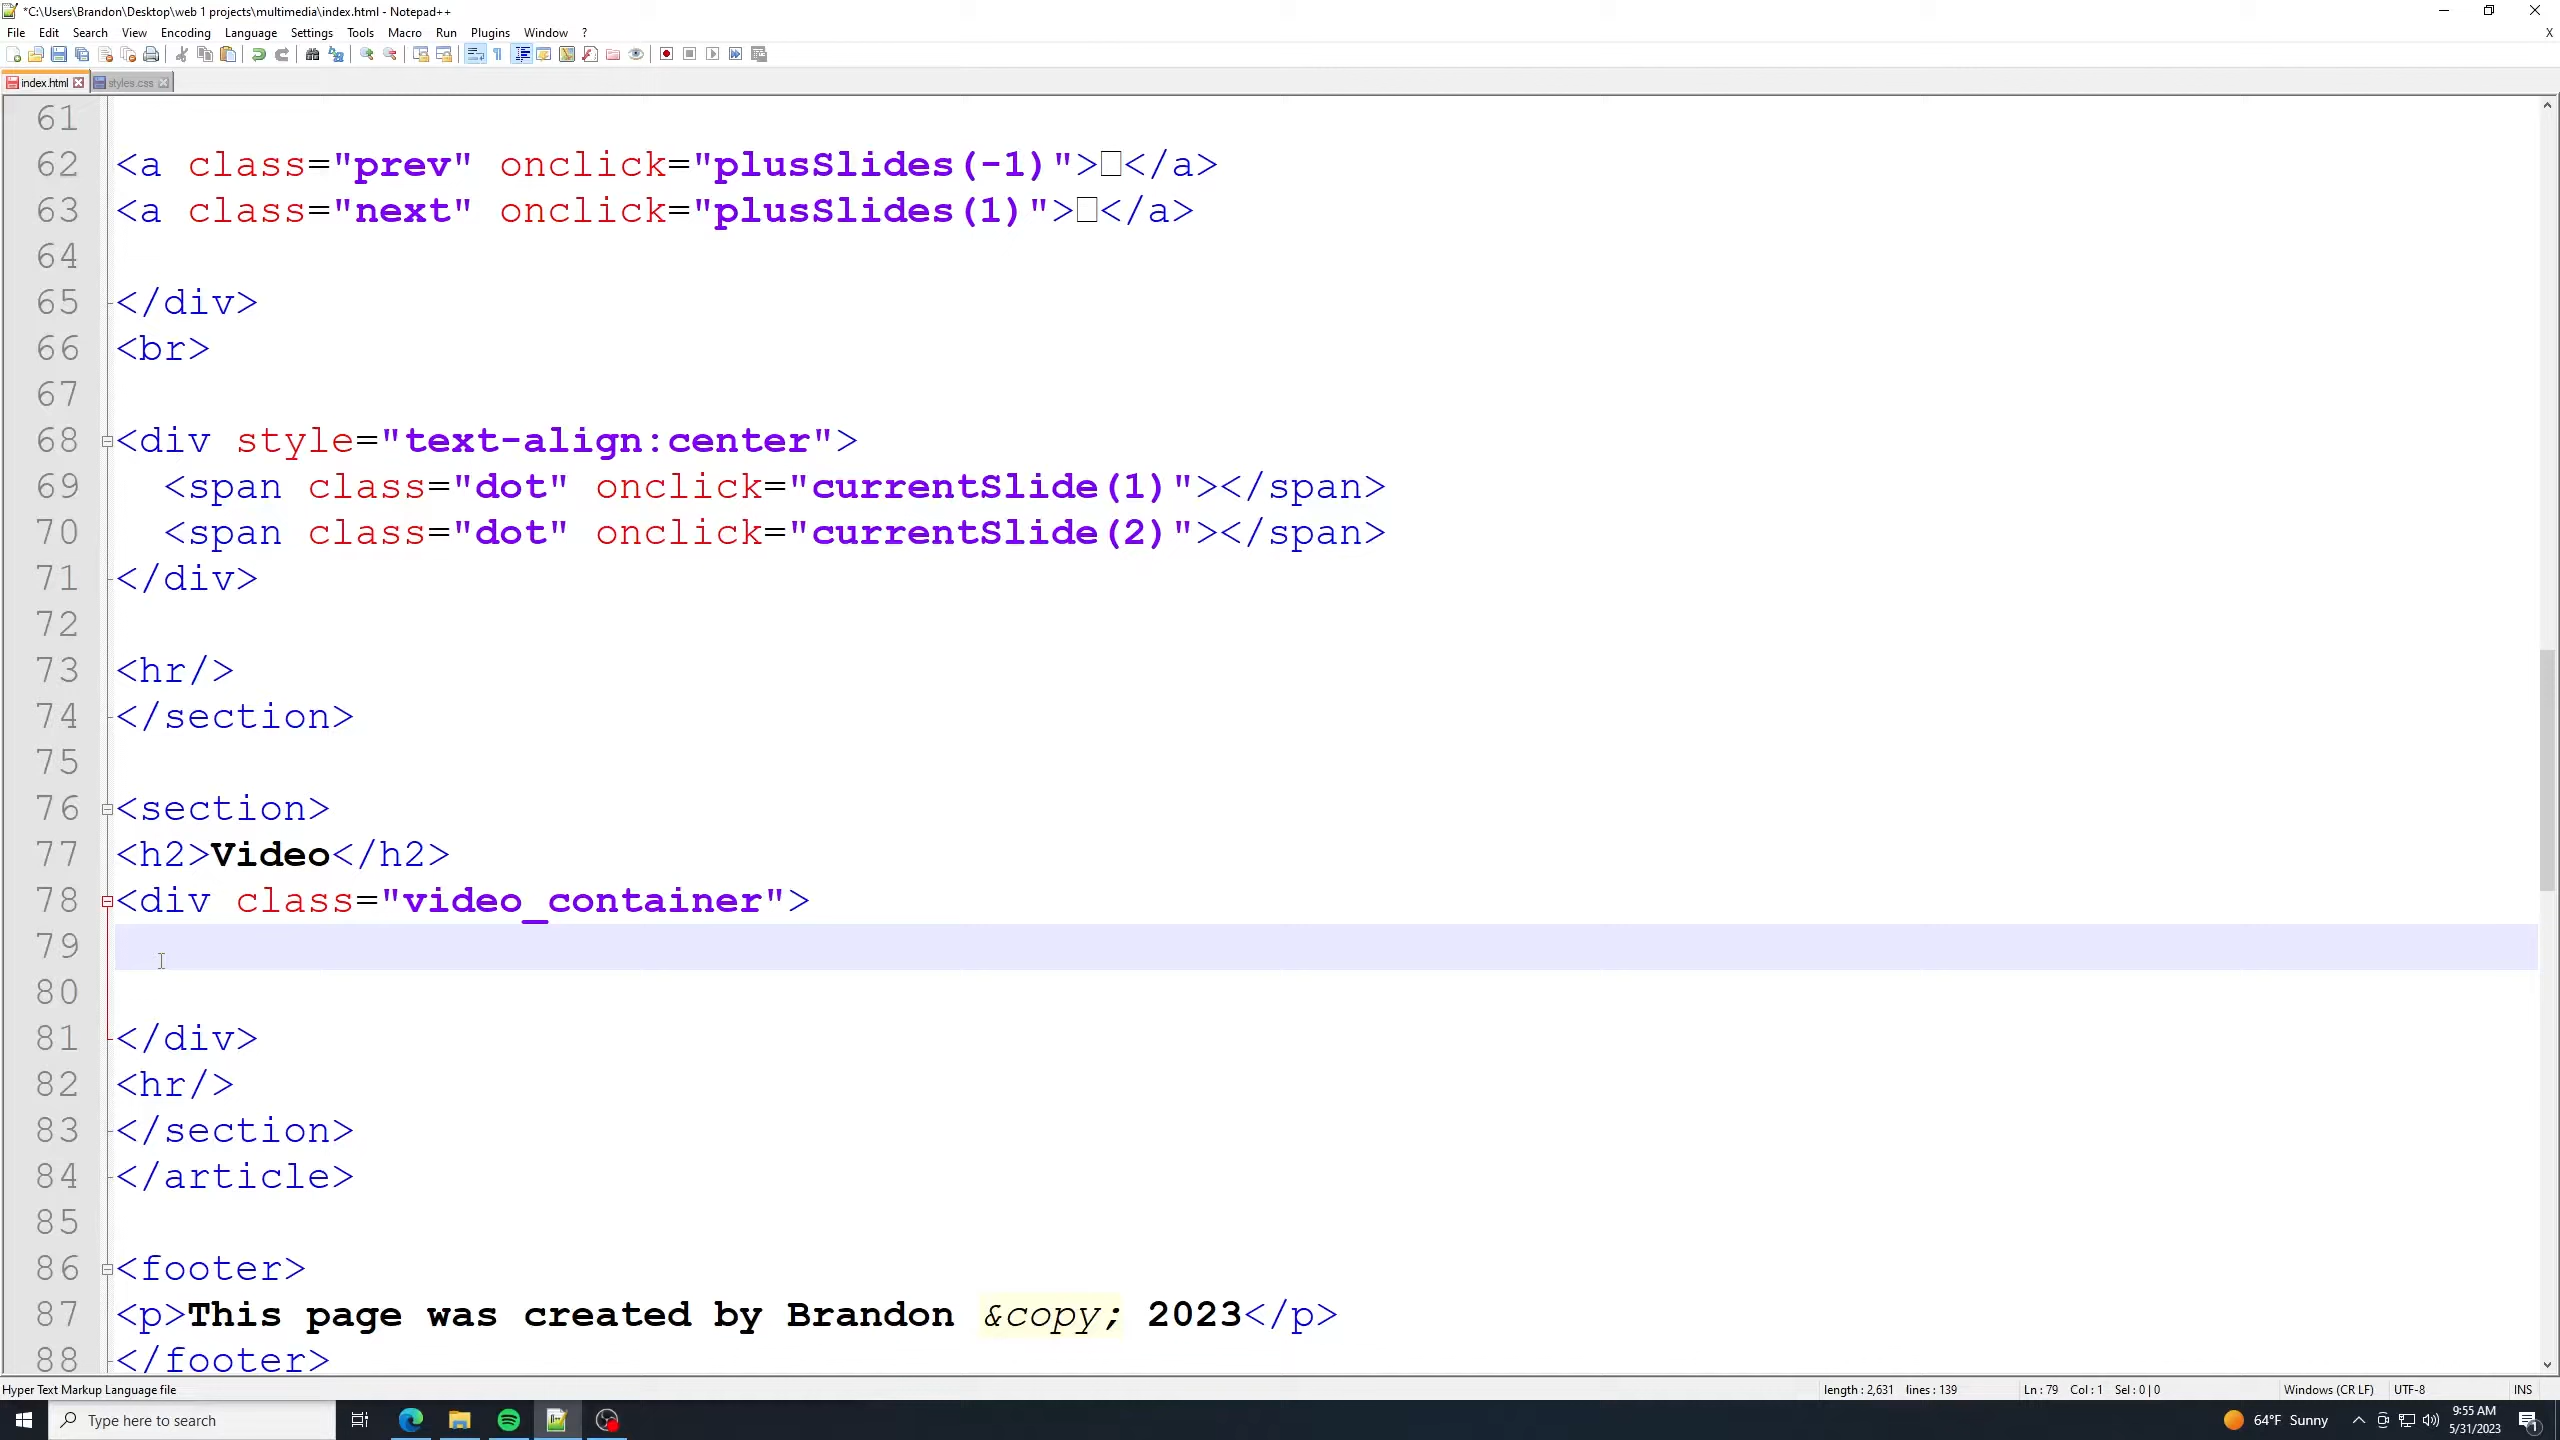 *C:\Users\Brandon\Desktop\web 1 projects\multimedia\index.html - Notepad++
File Edit Search View Encoding Language Settings Tools Macro Run Plugins Window ?
X
index.html styles.css
61
62 <a class="prev" onclick="plusSlides(-1)">□</a>
63 <a class="next" onclick="plusSlides(1)">□</a>
64
65 </div>
66 <br>
67
68 <div style="text-align:center">
69 <span class="dot" onclick="currentSlide(1)"></span>
70 <span class="dot" onclick="currentSlide(2)"></span>
71 </div>
72
73 <hr/>
74 </section>
75
76 <section>
77 <h2>Video</h2>
78 <div class="video_container">
79
80
81 </div>
82 <hr/>
83 </section>
84 </article>
85
86 <footer>
87 <p>This page was created by Brandon &copy; 2023</p>
88 </footer>
Hyper Text Markup Language file length : 2,631 lines : 139 Ln : 79 Col : 1 Sel : 0 | 0 Windows (CR LF) UTF-8 INS
Type here to search 64°F Sunny 9:55 AM
5/31/2023 1